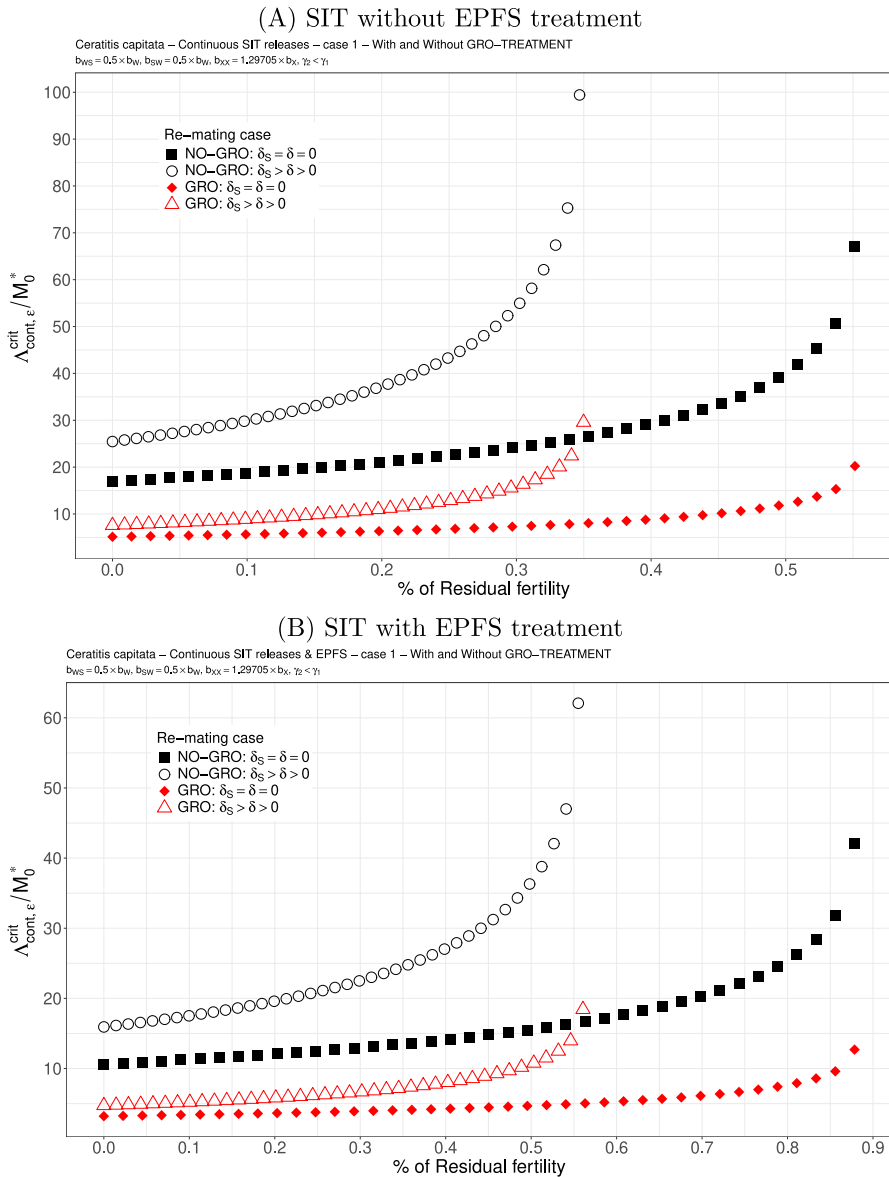 (A) SIT without EPFS treatment
Ceratitis capitata – Continuous SIT releases – case 1 – With and Without GRO–TREATMENT
b_WS = 0.5 × b_W, b_SW = 0.5 × b_W, b_XX = 1.29705 × b_X, γ_2 < γ_1
Λ^crit_cont, ε / M_0^*
100
90
80
70
60
50
40
30
20
10
Re–mating case
NO–GRO: δ_S = δ = 0
NO–GRO: δ_S > δ > 0
GRO: δ_S = δ = 0
GRO: δ_S > δ > 0
0.0 0.1 0.2 0.3 0.4 0.5
% of Residual fertility
(B) SIT with EPFS treatment
Ceratitis capitata – Continuous SIT releases & EPFS – case 1 – With and Without GRO–TREATMENT
b_WS = 0.5 × b_W, b_SW = 0.5 × b_W, b_XX = 1.29705 × b_X, γ_2 < γ_1
Λ^crit_cont, ε / M_0^*
60
50
40
30
20
10
Re–mating case
NO–GRO: δ_S = δ = 0
NO–GRO: δ_S > δ > 0
GRO: δ_S = δ = 0
GRO: δ_S > δ > 0
0.0 0.1 0.2 0.3 0.4 0.5 0.6 0.7 0.8 0.9
% of Residual fertility